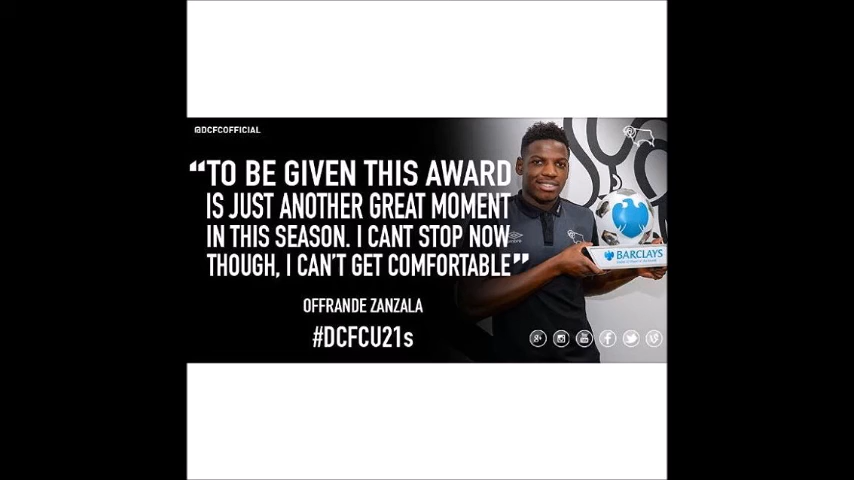 @DCFCOFFICIAL
“TO BE GIVEN THIS AWARD
IS JUST ANOTHER GREAT MOMENT
IN THIS SEASON. I CANT STOP NOW
THOUGH, I CAN'T GET COMFORTABLE”
OFFRANDE ZANZALA
#DCFCU21s
BARCLAYS